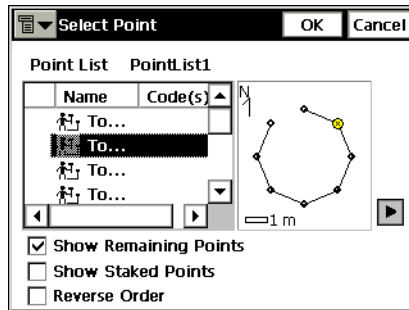 Select Point OK Cancel
Point List PointList1
Name Code(s)
To...
To...
To...
To...
N
1 m
Show Remaining Points
Show Staked Points
Reverse Order